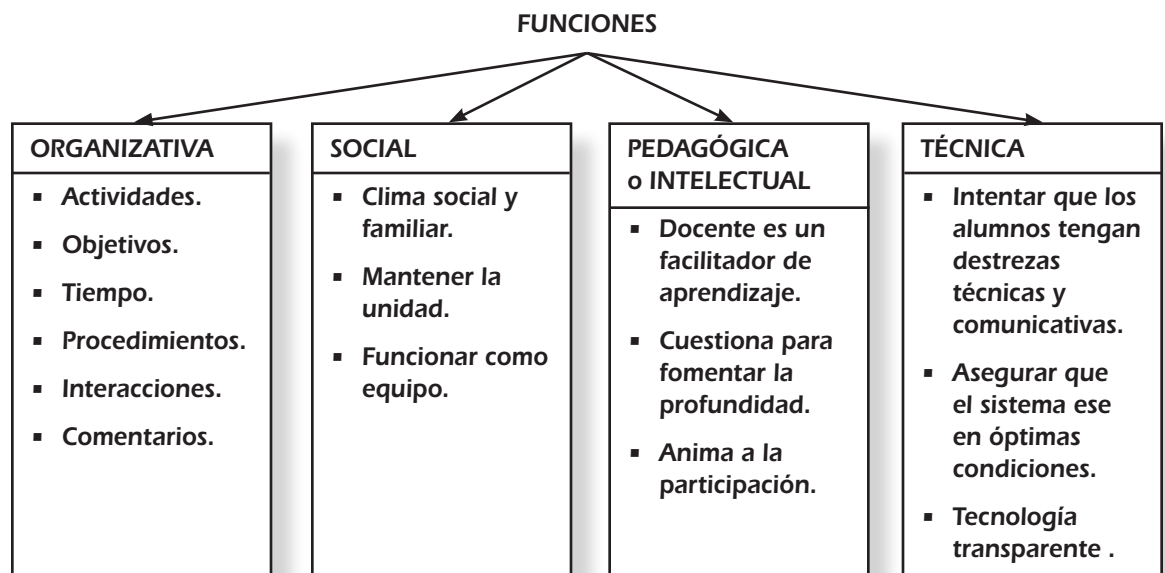 FUNCIONES
ORGANIZATIVA
▪ Actividades.
▪ Objetivos.
▪ Tiempo.
▪ Procedimientos.
▪ Interacciones.
▪ Comentarios.
SOCIAL
▪ Clima social y
familiar.
▪ Mantener la
unidad.
▪ Funcionar como
equipo.
PEDAGÓGICA
o INTELECTUAL
▪ Docente es un
facilitador de
aprendizaje.
▪ Cuestiona para
fomentar la
profundidad.
▪ Anima a la
participación.
TÉCNICA
▪ Intentar que los
alumnos tengan
destrezas
técnicas y
comunicativas.
▪ Asegurar que
el sistema ese
en óptimas
condiciones.
▪ Tecnología
transparente .